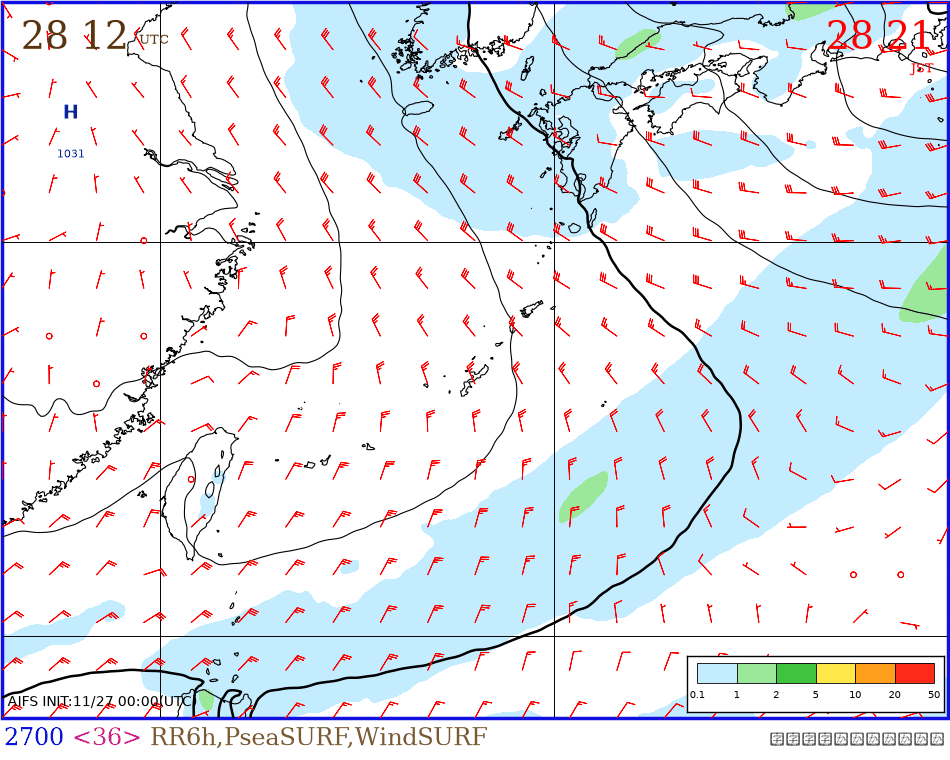 28 12 UTC
28 21
JST
H
1031
0.1 1 2 5 10 20 50
AIFS INIT:11/27 00:00(UTC)
2700 <36> RR6h,PseaSURF,WindSURF